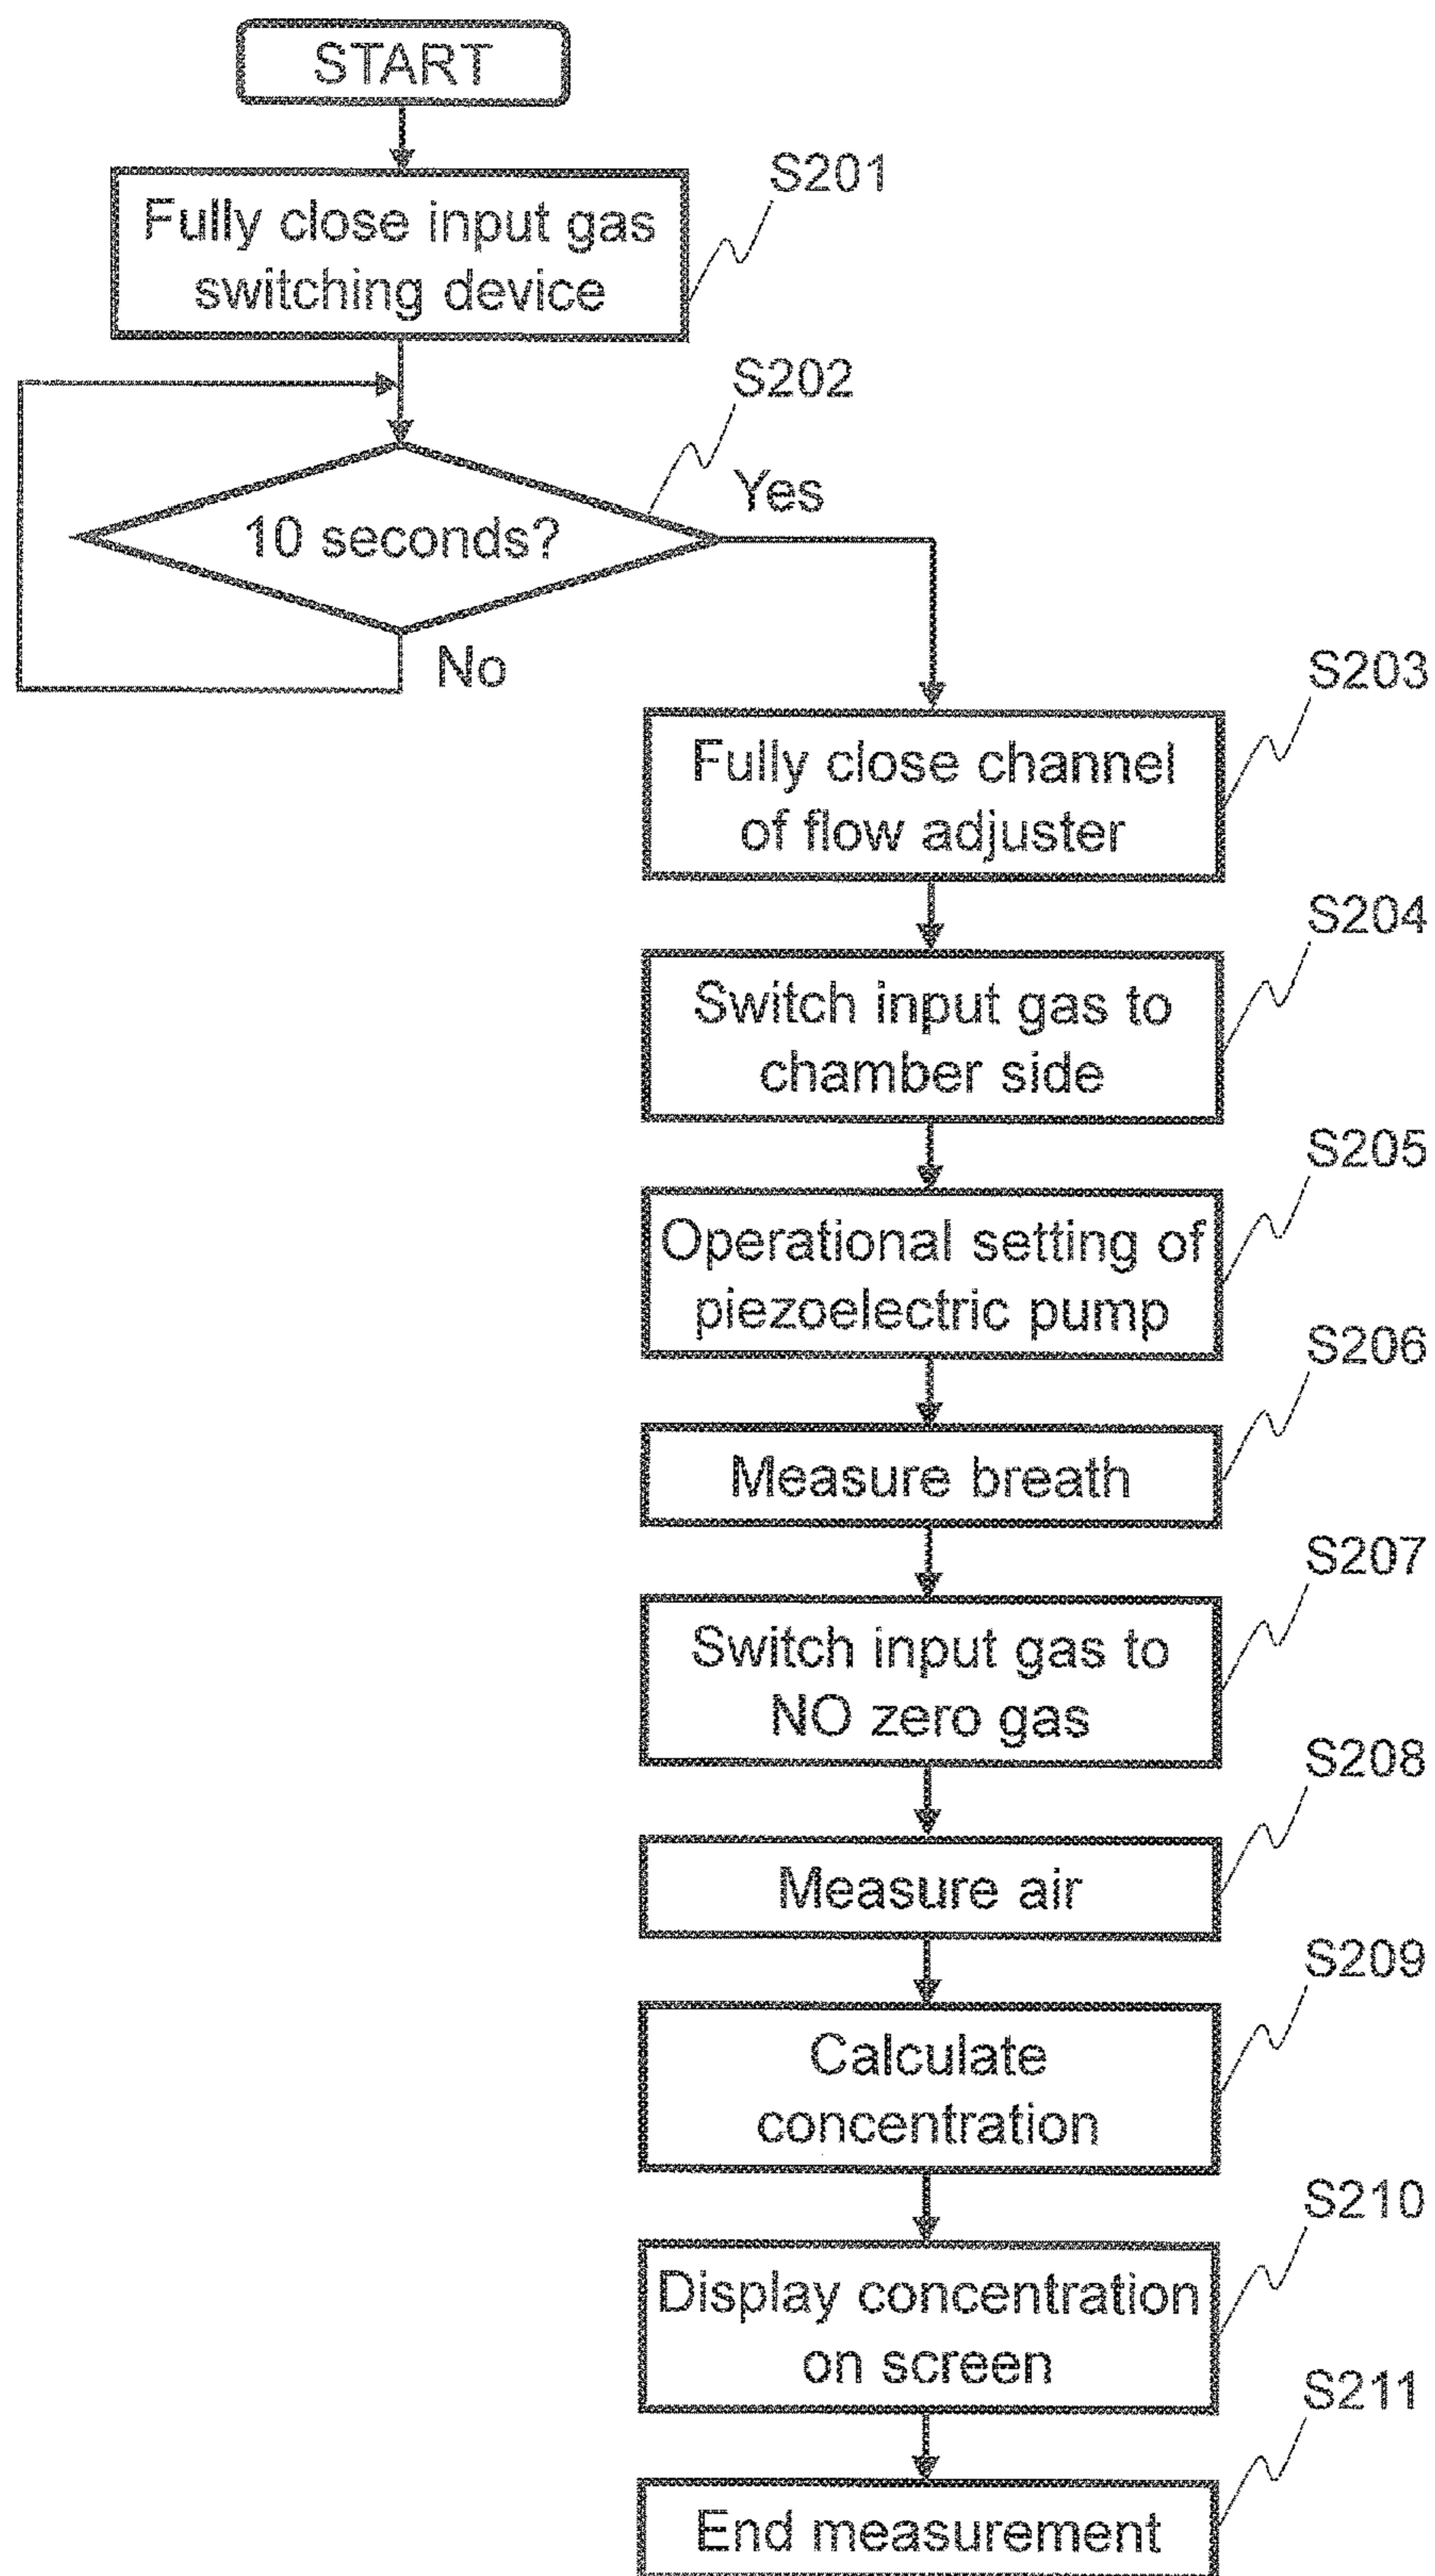 START
S201
Fully close input gas
switching device
S202
10 seconds?
Yes
No
S203
Fully close channel
of flow adjuster
S204
Switch input gas to
chamber side
S205
Operational setting of
piezoelectric pump
S206
Measure breath
S207
Switch input gas to
NO zero gas
S208
Measure air
S209
Calculate
concentration
S210
Display concentration
on screen
S211
End measurement